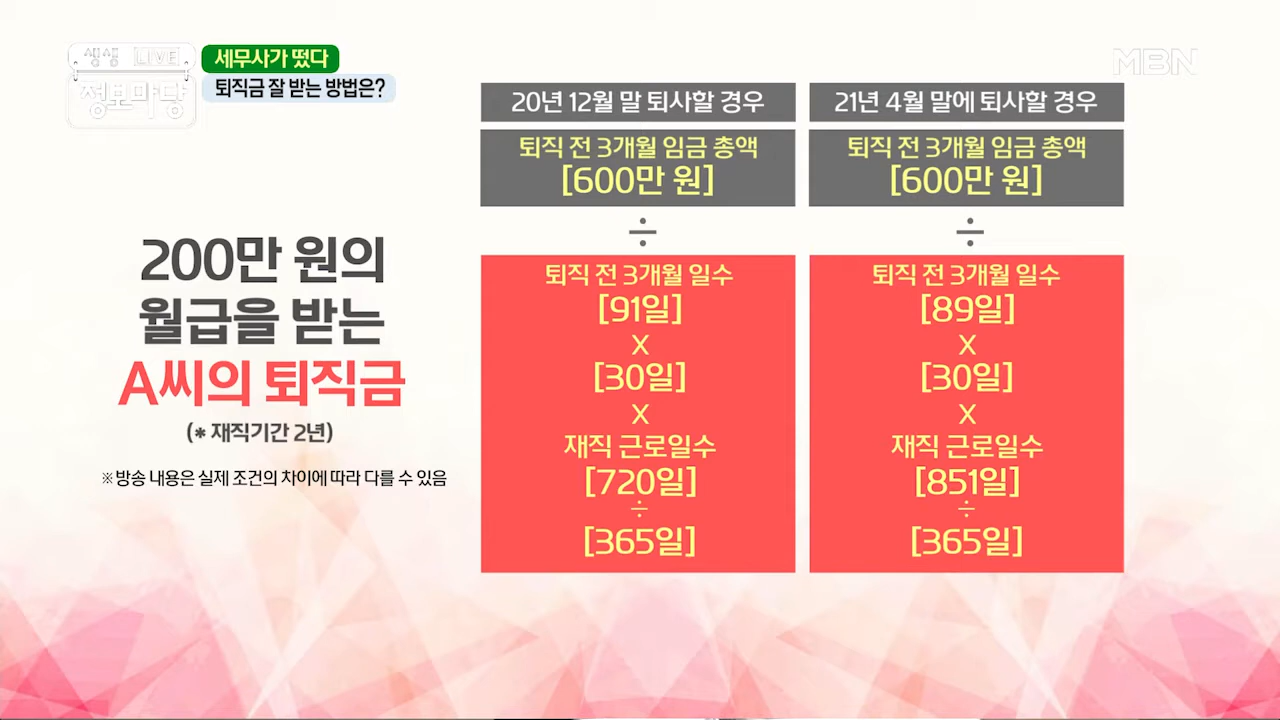 생생 LIVE
정보마당
세무사가 떴다
퇴직금 잘 받는 방법은?
MBN
200만 원의
월급을 받는
A씨의 퇴직금
(* 재직기간 2년)
※ 방송 내용은 실제 조건의 차이에 따라 다를 수 있음
20년 12월 말 퇴사할 경우
퇴직 전 3개월 임금 총액
[600만 원]
÷
퇴직 전 3개월 일수
[91일]
X
[30일]
X
재직 근로일수
[720일]
÷
[365일]
21년 4월 말에 퇴사할 경우
퇴직 전 3개월 임금 총액
[600만 원]
÷
퇴직 전 3개월 일수
[89일]
X
[30일]
X
재직 근로일수
[851일]
÷
[365일]